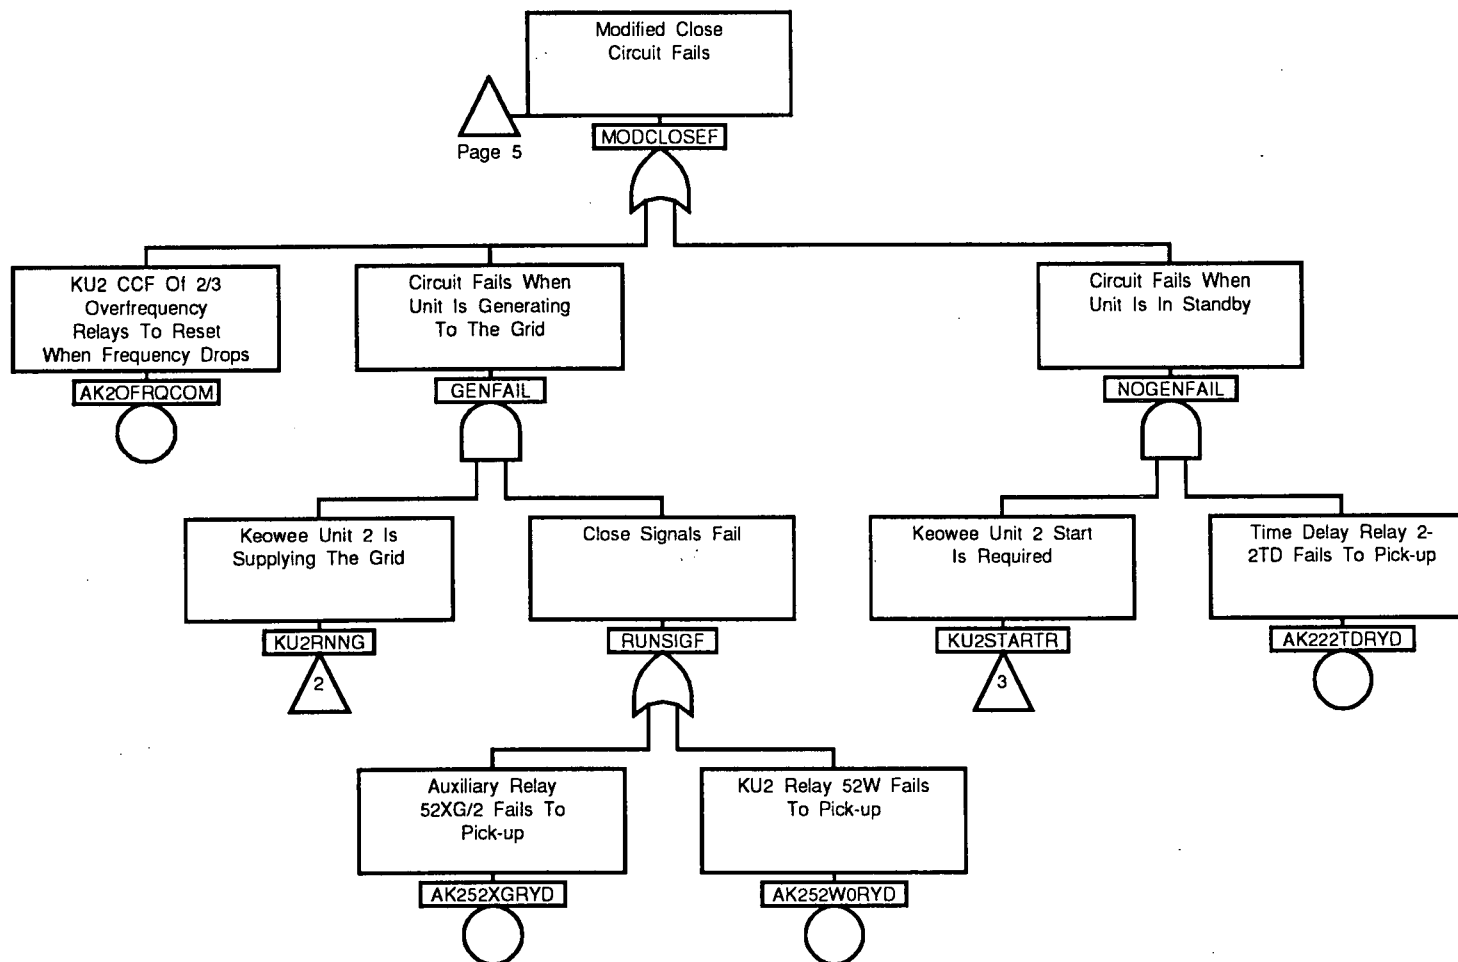 Modified Close
Circuit Fails
Page 5
MODCLOSEF
KU2 CCF Of 2/3
Overfrequency
Relays To Reset
When Frequency Drops
AK2OFRQCOM
Circuit Fails When
Unit Is Generating
To The Grid
GENFAIL
Circuit Fails When
Unit Is In Standby
NOGENFAIL
Keowee Unit 2 Is
Supplying The Grid
KU2RNNG
2
Close Signals Fail
RUNSIGF
Keowee Unit 2 Start
Is Required
KU2STARTR
3
Time Delay Relay 2-
2TD Fails To Pick-up
AK222TDRYD
Auxiliary Relay
52XG/2 Fails To
Pick-up
AK252XGRYD
KU2 Relay 52W Fails
To Pick-up
AK252W0RYD